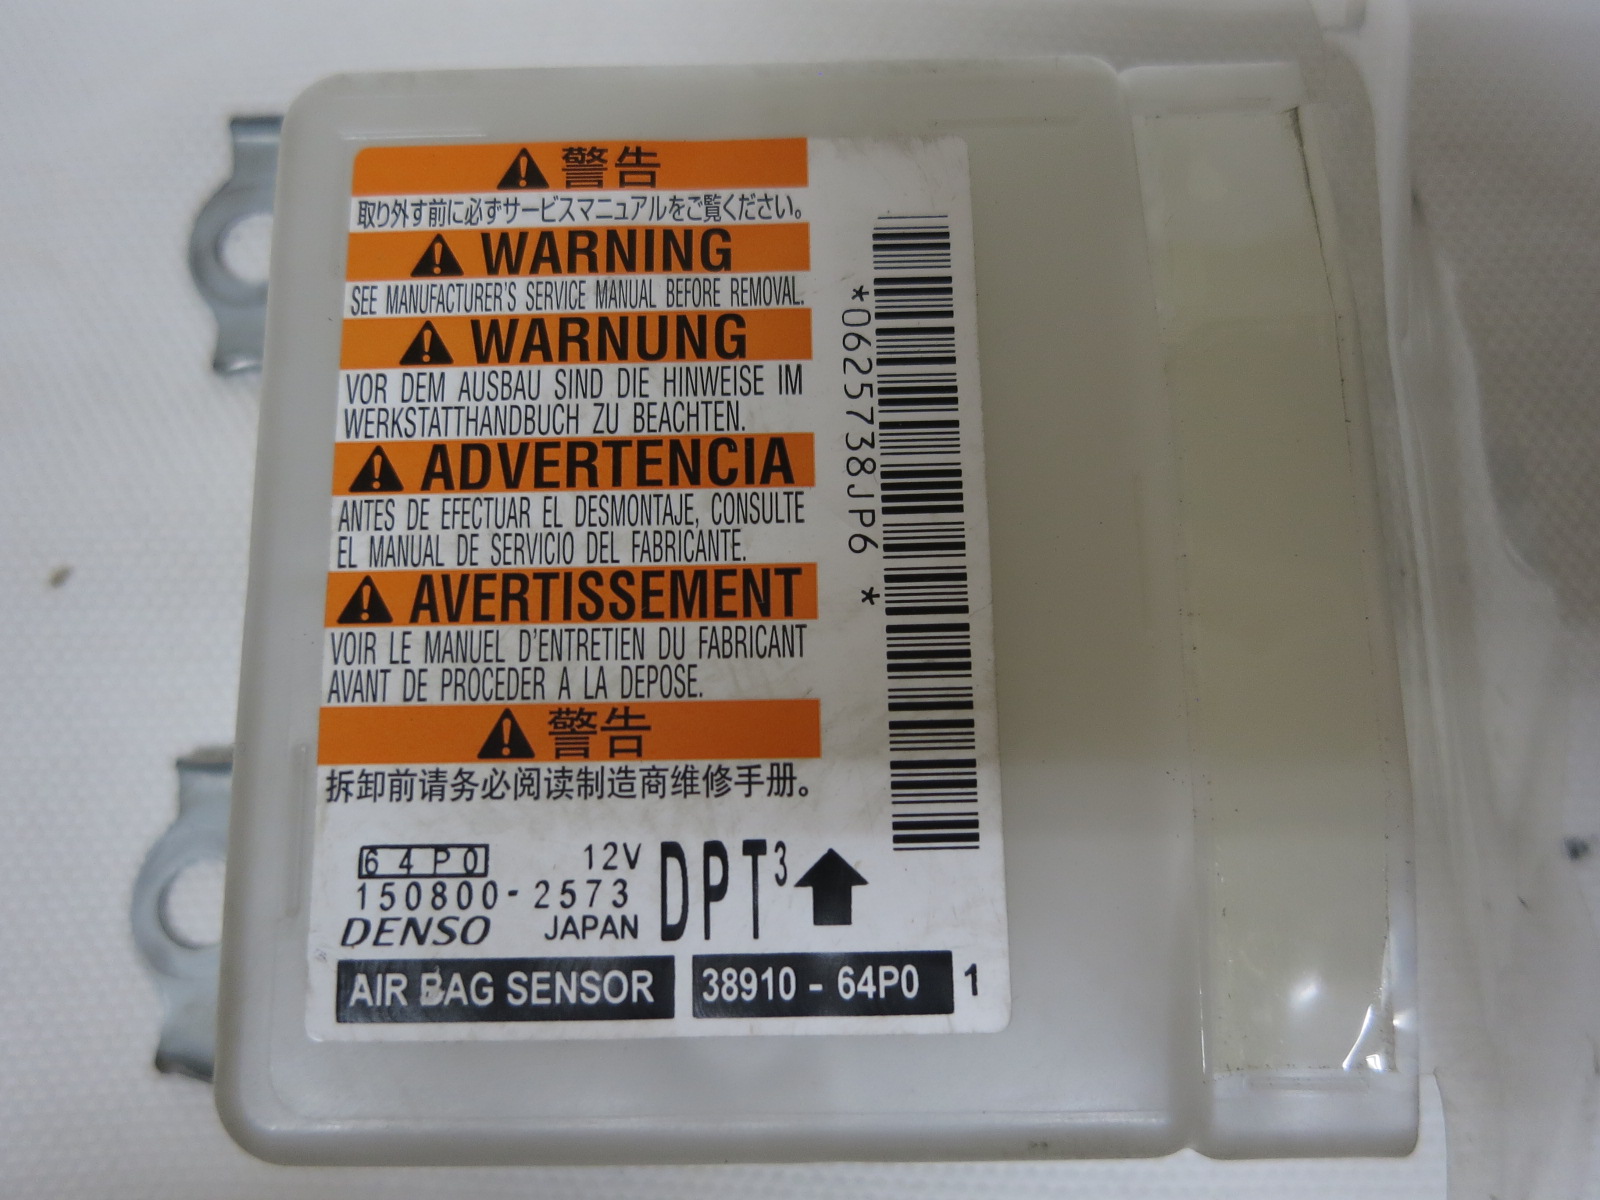 警告
取り外す前に必ずサービスマニュアルをご覧ください。
WARNING
SEE MANUFACTURER'S SERVICE MANUAL BEFORE REMOVAL.
WARNUNG
VOR DEM AUSBAU SIND DIE HINWEISE IM
WERKSTATTHANDBUCH ZU BEACHTEN.
ADVERTENCIA
ANTES DE EFECTUAR EL DESMONTAJE, CONSULTE
EL MANUAL DE SERVICIO DEL FABRICANTE.
AVERTISSEMENT
VOIR LE MANUEL D'ENTRETIEN DU FABRICANT
AVANT DE PROCEDER A LA DEPOSE.
警告
拆卸前请务必阅读制造商维修手册。
*0625738JP6 *
64P0 12V
150800-2573
DENSO JAPAN
DPT3
AIR BAG SENSOR 38910-64P0 1